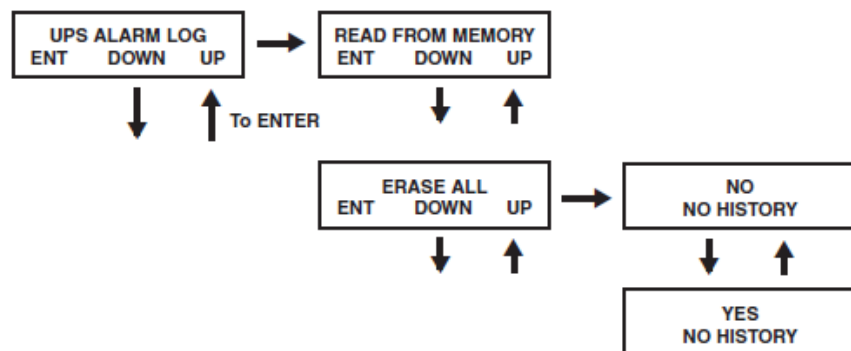 UPS ALARM LOG
ENT DOWN UP
READ FROM MEMORY
ENT DOWN UP
To ENTER
ERASE ALL
ENT DOWN UP
NO
NO HISTORY
YES
NO HISTORY